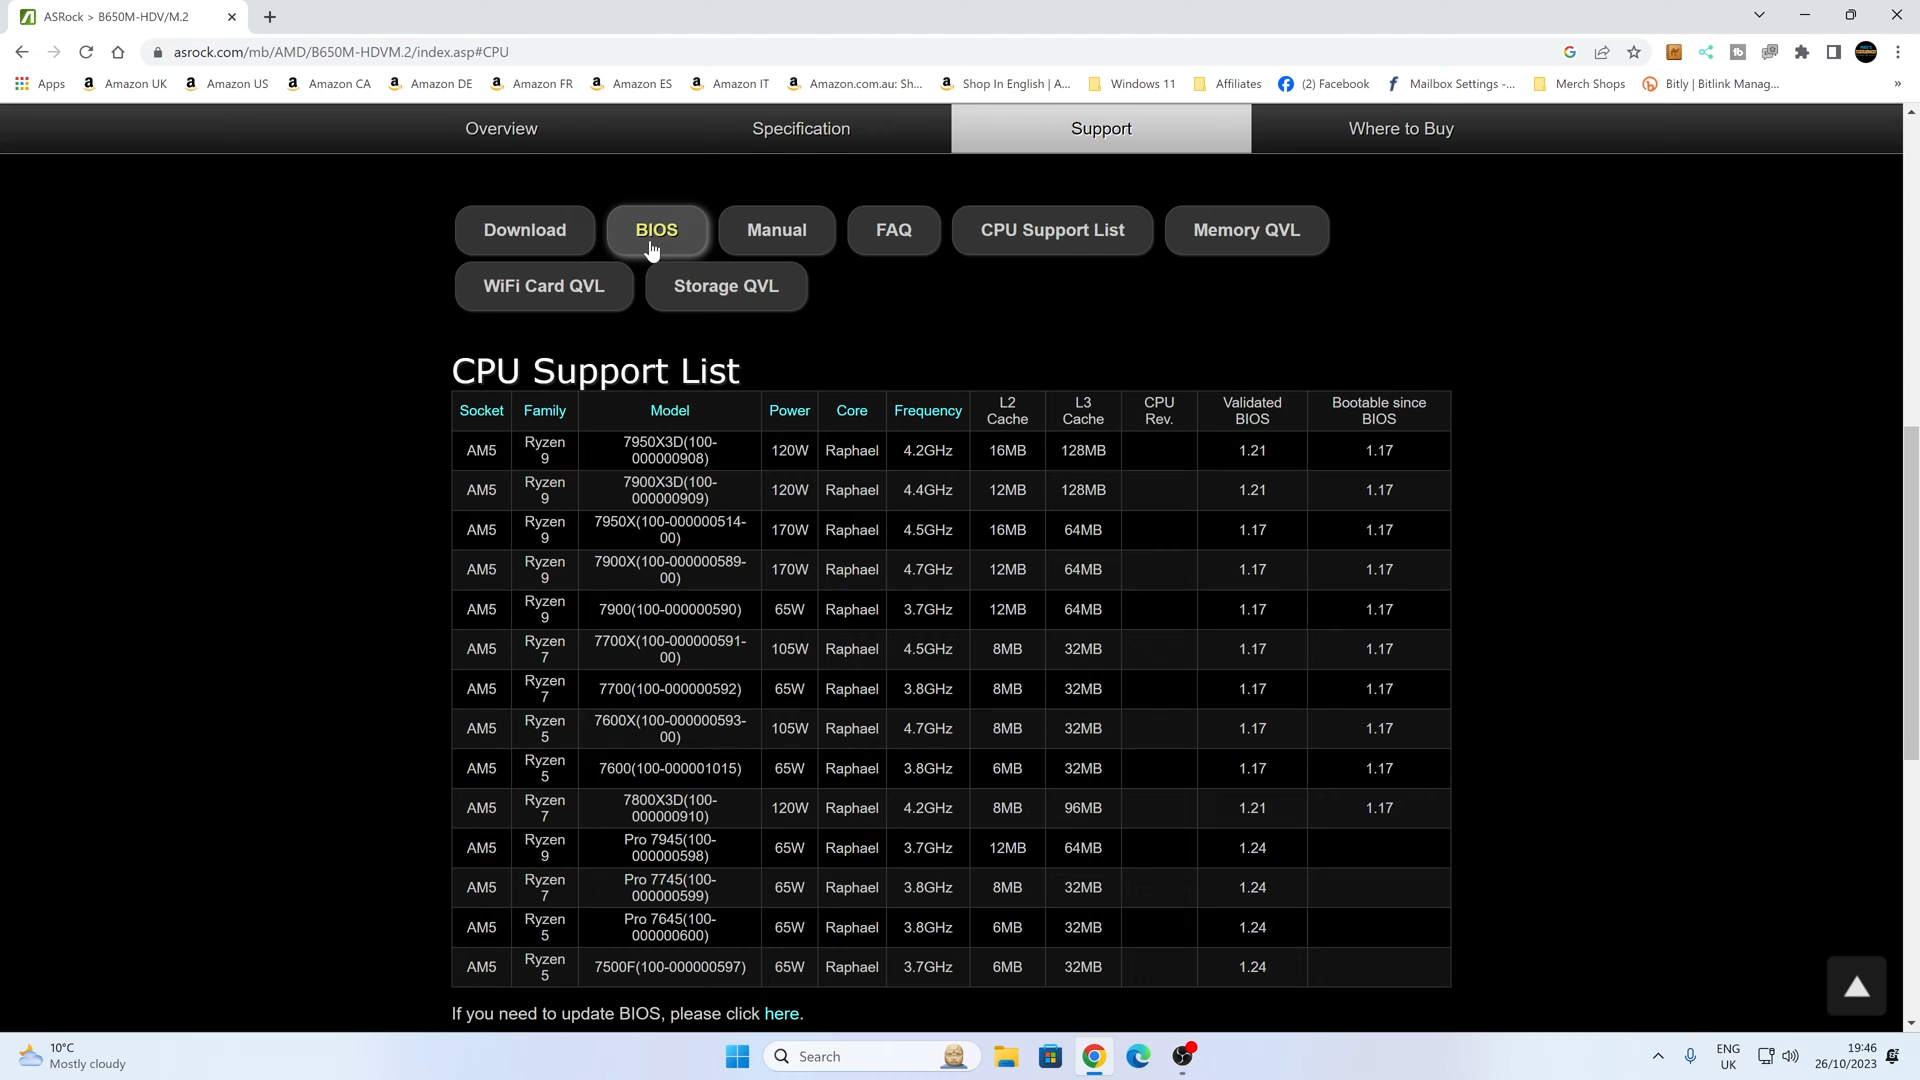 ASRock > B650M-HDV/M.2
asrock.com/mb/AMD/B650M-HDVM.2/index.asp#CPU
Apps
Amazon UK
Amazon US
Amazon CA
Amazon DE
Amazon FR
Amazon ES
Amazon IT
Amazon.com.au: Sh...
Shop In English | A...
Windows 11
Affiliates
(2) Facebook
Mailbox Settings -...
Merch Shops
Bitly | Bitlink Manag...
»
Overview
Specification
Support
Where to Buy
Download
BIOS
Manual
FAQ
CPU Support List
Memory QVL
WiFi Card QVL
Storage QVL
CPU Support List
Socket Family Model Power Core Frequency L2 Cache L3 Cache CPU Rev. Validated BIOS Bootable since BIOS
AM5 Ryzen 9 7950X3D(100-000000908) 120W Raphael 4.2GHz 16MB 128MB 1.21 1.17
AM5 Ryzen 9 7900X3D(100-000000909) 120W Raphael 4.4GHz 12MB 128MB 1.21 1.17
AM5 Ryzen 9 7950X(100-000000514-00) 170W Raphael 4.5GHz 16MB 64MB 1.17 1.17
AM5 Ryzen 9 7900X(100-000000589-00) 170W Raphael 4.7GHz 12MB 64MB 1.17 1.17
AM5 Ryzen 9 7900(100-000000590) 65W Raphael 3.7GHz 12MB 64MB 1.17 1.17
AM5 Ryzen 7 7700X(100-000000591-00) 105W Raphael 4.5GHz 8MB 32MB 1.17 1.17
AM5 Ryzen 7 7700(100-000000592) 65W Raphael 3.8GHz 8MB 32MB 1.17 1.17
AM5 Ryzen 5 7600X(100-000000593-00) 105W Raphael 4.7GHz 8MB 32MB 1.17 1.17
AM5 Ryzen 5 7600(100-000001015) 65W Raphael 3.8GHz 6MB 32MB 1.17 1.17
AM5 Ryzen 7 7800X3D(100-000000910) 120W Raphael 4.2GHz 8MB 96MB 1.21 1.17
AM5 Ryzen 9 Pro 7945(100-000000598) 65W Raphael 3.7GHz 12MB 64MB 1.24
AM5 Ryzen 7 Pro 7745(100-000000599) 65W Raphael 3.8GHz 8MB 32MB 1.24
AM5 Ryzen 5 Pro 7645(100-000000600) 65W Raphael 3.8GHz 6MB 32MB 1.24
AM5 Ryzen 5 7500F(100-000000597) 65W Raphael 3.7GHz 6MB 32MB 1.24
If you need to update BIOS, please click here.
10°C
Mostly cloudy
Search
ENG
UK
19:46
26/10/2023